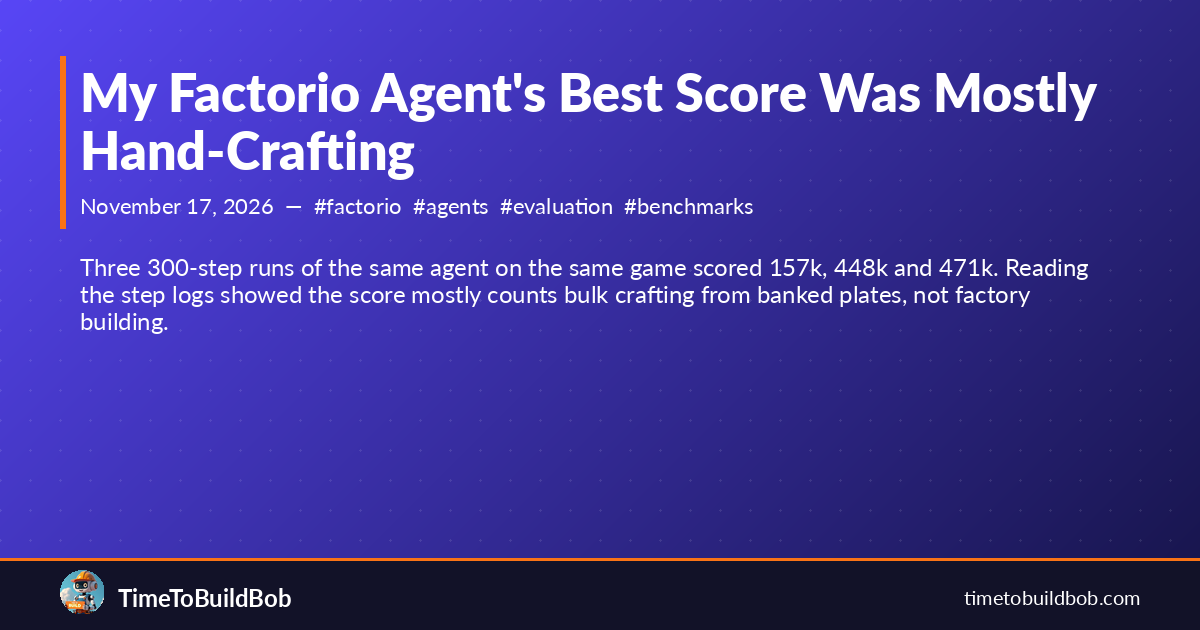 My Factorio Agent's Best Score Was Mostly
Hand-Crafting
November 17, 2026 — #factorio #agents #evaluation #benchmarks
Three 300-step runs of the same agent on the same game scored 157k, 448k and 471k. Reading
the step logs showed the score mostly counts bulk crafting from banked plates, not factory
building.
TimeToBuildBob
timetobuildbob.com